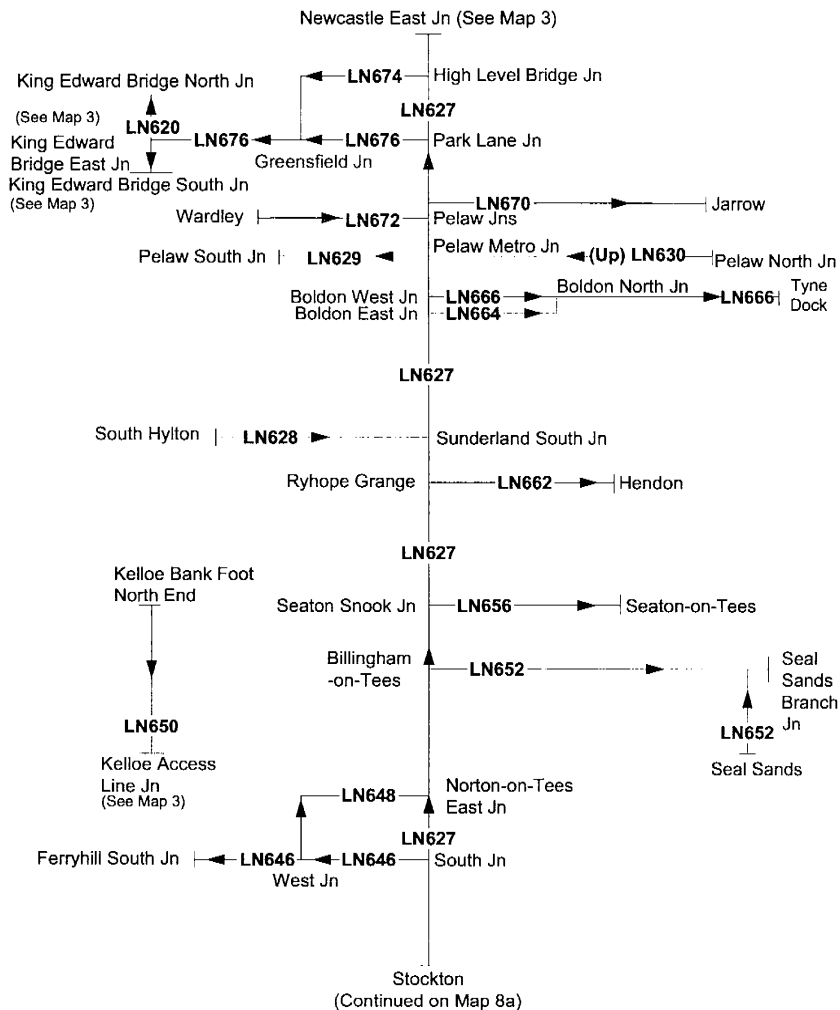 Newcastle East Jn (See Map 3)
King Edward Bridge North Jn
LN674
High Level Bridge Jn
(See Map 3)
LN627
LN620
King Edward
Bridge East Jn
LN676
LN676
Park Lane Jn
Greensfield Jn
King Edward Bridge South Jn
(See Map 3)
LN670
Jarrow
Wardley
LN672
Pelaw Jns
Pelaw South Jn
LN629
Pelaw Metro Jn
(Up) LN630
Pelaw North Jn
Boldon West Jn
LN666
Boldon North Jn
LN666
Tyne
Dock
Boldon East Jn
LN664
LN627
South Hylton
LN628
Sunderland South Jn
Ryhope Grange
LN662
Hendon
LN627
Kelloe Bank Foot
North End
Seaton Snook Jn
LN656
Seaton-on-Tees
Billingham
-on-Tees
LN652
Seal
Sands
Branch
Jn
LN650
LN652
Kelloe Access
Line Jn
(See Map 3)
Seal Sands
LN648
Norton-on-Tees
East Jn
LN627
Ferryhill South Jn
LN646
LN646
South Jn
West Jn
Stockton
(Continued on Map 8a)